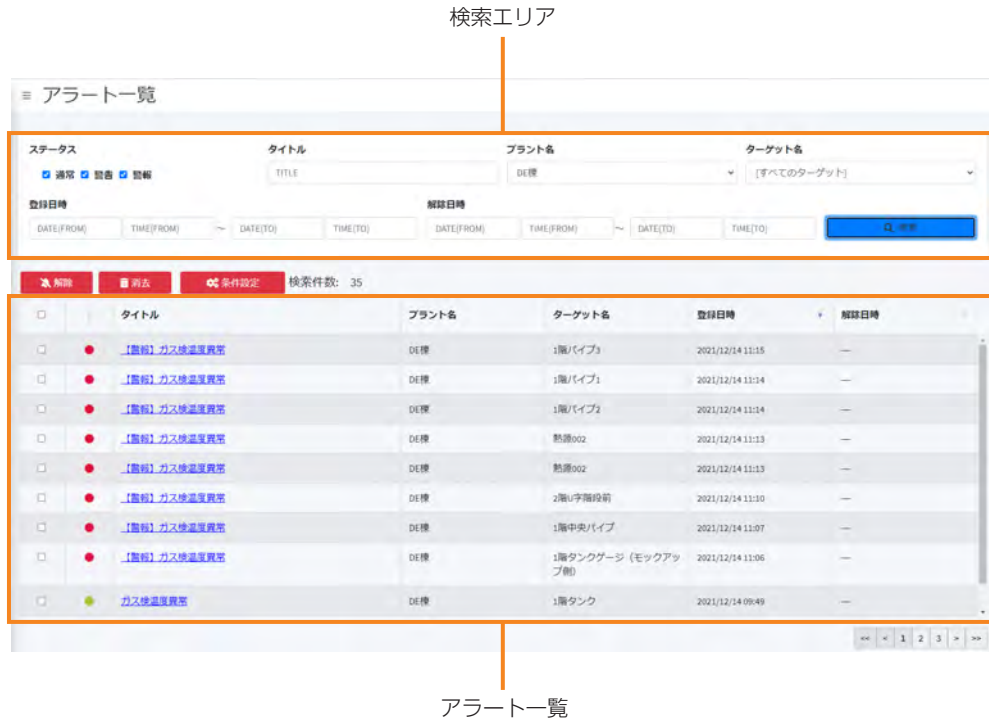 検索エリア
≡ アラート一覧
ステータス タイトル プラント名 ターゲット名
通常 警告 警報 TITLE DE棟 [すべてのターゲット]
登録日時 解除日時
DATE(FROM) TIME(FROM) ～ DATE(TO) TIME(TO) DATE(FROM) TIME(FROM) ～ DATE(TO) TIME(TO) 検索
解除 消去 条件設定 検索件数: 35
タイトル プラント名 ターゲット名 登録日時 解除日時
【警報】ガス検温度異常 DE棟 1階パイプ3 2021/12/14 11:15 ―
【警報】ガス検温度異常 DE棟 1階パイプ1 2021/12/14 11:14 ―
【警報】ガス検温度異常 DE棟 1階パイプ2 2021/12/14 11:14 ―
【警報】ガス検温度異常 DE棟 熱源002 2021/12/14 11:13 ―
【警報】ガス検温度異常 DE棟 熱源002 2021/12/14 11:13 ―
【警報】ガス検温度異常 DE棟 2階U字階段前 2021/12/14 11:10 ―
【警報】ガス検温度異常 DE棟 1階中央パイプ 2021/12/14 11:07 ―
【警報】ガス検温度異常 DE棟 1階タンクゲージ（モックアッ 2021/12/14 11:06 ―
プ側）
ガス検温度異常 DE棟 1階タンク 2021/12/14 09:49 ―
<< < 1 2 3 > >>
アラート一覧